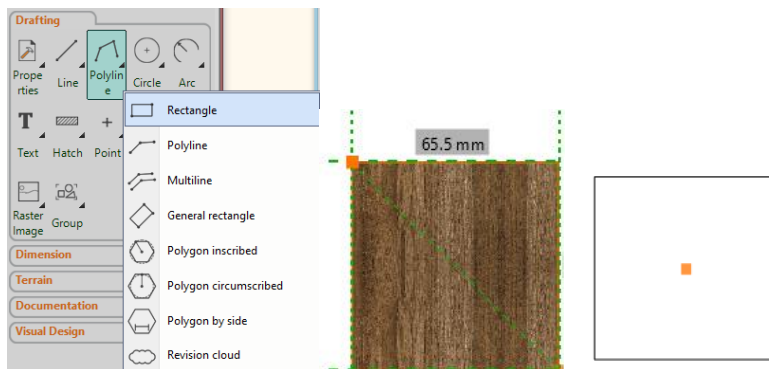 Drafting
Prope
rties
Line
Polylin
e
Circle
Arc
Rectangle
Text
Hatch
Point
Polyline
Multiline
Raster
Image
Group
General rectangle
Polygon inscribed
Dimension
Polygon circumscribed
Terrain
Documentation
Polygon by side
Visual Design
Revision cloud
65.5 mm